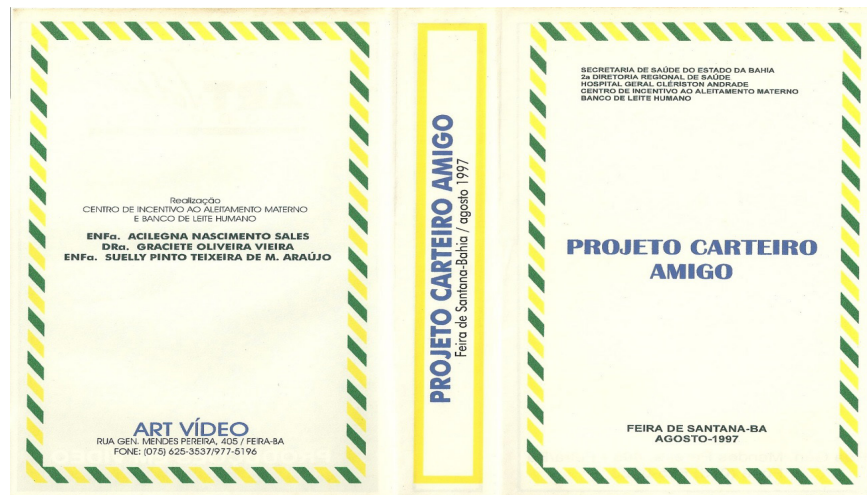 Realização
CENTRO DE INCENTIVO AO ALEITAMENTO MATERNO
E BANCO DE LEITE HUMANO
ENFa. ACILEGNA NASCIMENTO SALES
DRa. GRACIETE OLIVEIRA VIEIRA
ENFa. SUELLY PINTO TEIXEIRA DE M. ARAÚJO
ART VÍDEO
RUA GEN. MENDES PEREIRA, 405 / FEIRA-BA
FONE: (075) 625-3537/977-5196
PROJETO CARTEIRO AMIGO
Feira de Santana-Bahia / agosto 1997
SECRETARIA DE SAÚDE DO ESTADO DA BAHIA
2a DIRETORIA REGIONAL DE SAÚDE
HOSPITAL GERAL CLÉRISTON ANDRADE
CENTRO DE INCENTIVO AO ALEITAMENTO MATERNO
BANCO DE LEITE HUMANO
PROJETO CARTEIRO
AMIGO
FEIRA DE SANTANA-BA
AGOSTO-1997